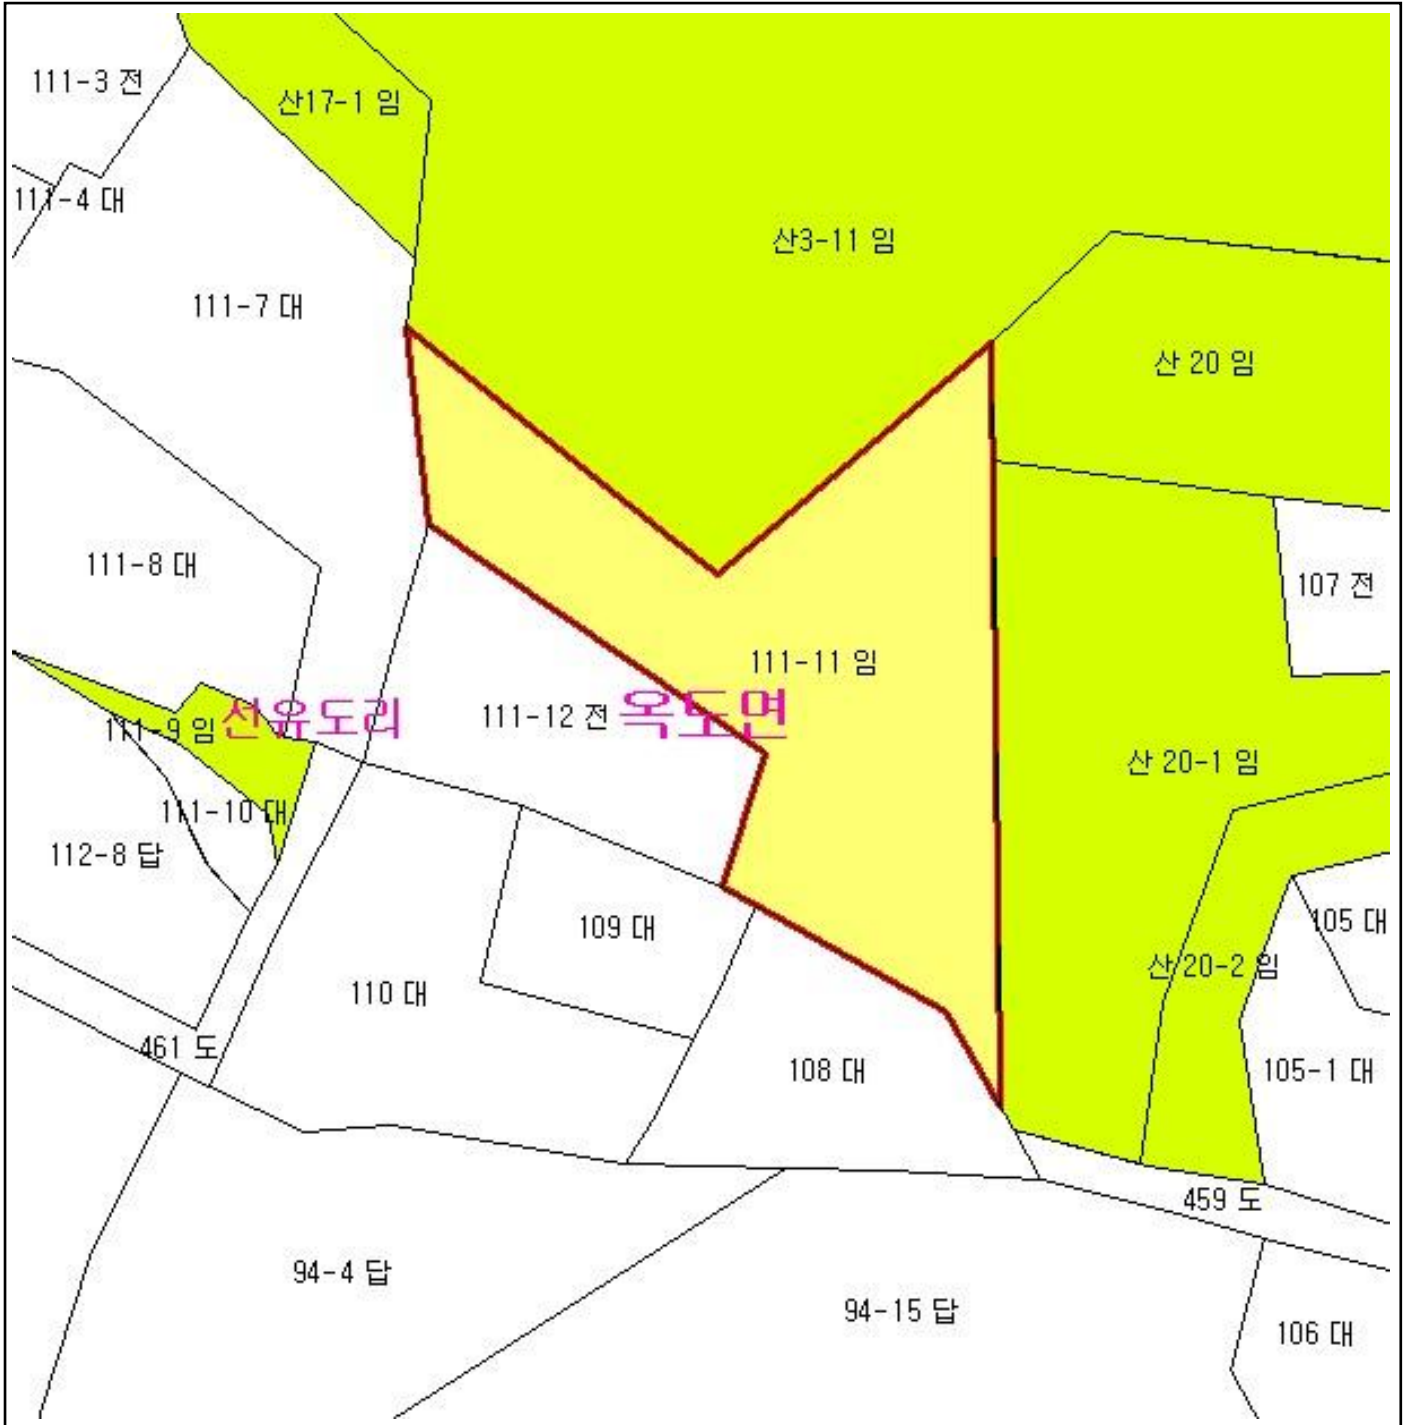 111-3 전
산17-1 임
111-4 대
산3-11 임
111-7 대
산 20 임
111-8 대
107 전
111-11 임
111-12 전
옥도면
선유도리
111-9 임
산 20-1 임
111-10 대
112-8 답
109 대
105 대
산 20-2 임
110 대
461 도
108 대
105-1 대
459 도
94-4 답
94-15 답
106 대